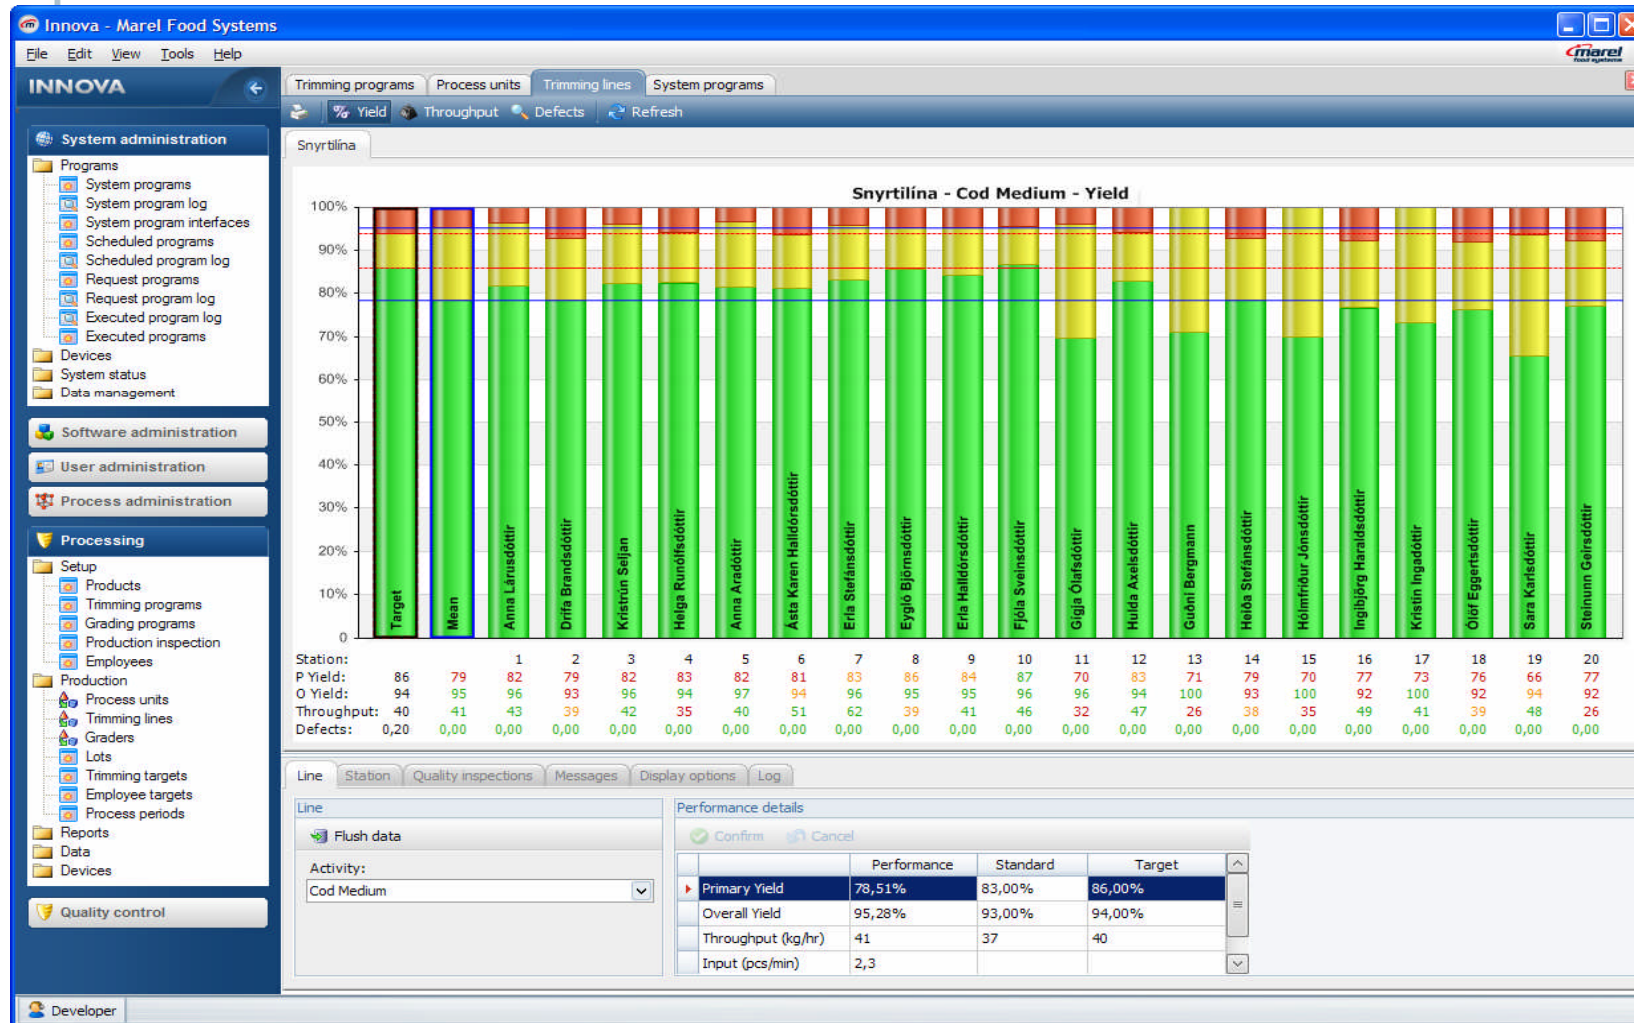 Innova - Marel Food Systems
File Edit View Tools Help
marel
food systems
INNOVA
Trimming programs Process units Trimming lines System programs
% Yield Throughput Defects Refresh
Snyrtilína
System administration
Programs
System programs
System program log
System program interfaces
Scheduled programs
Scheduled program log
Request programs
Request program log
Executed program log
Executed programs
Devices
System status
Data management
Software administration
User administration
Process administration
Processing
Setup
Products
Trimming programs
Grading programs
Production inspection
Employees
Production
Process units
Trimming lines
Graders
Lots
Trimming targets
Employee targets
Process periods
Reports
Data
Devices
Quality control
Snyrtilína - Cod Medium - Yield
100%
90%
80%
70%
60%
50%
40%
30%
20%
10%
0
Target
Mean
Anna Lárusdóttir
Drífa Brandsdóttir
Kristrún Seljan
Helga Runólfsdóttir
Anna Aradóttir
Ásta Karen Halldórsdóttir
Erla Stefánsdóttir
Eygló Björnsdóttir
Erla Halldórsdóttir
Fjóla Sveinsdóttir
Gigja Ólafsdóttir
Hulda Axelsdóttir
Guðni Bergmann
Heiða Stefánsdóttir
Hólmfríður Jónsdóttir
Ingibjörg Haraldsdóttir
Kristín Ingadóttir
Ólöf Eggertsdóttir
Sara Karlsdóttir
Steinunn Geirsdóttir
Station: 1 2 3 4 5 6 7 8 9 10 11 12 13 14 15 16 17 18 19 20
P Yield: 86 79 82 79 82 83 82 81 83 86 84 87 70 83 71 79 70 77 73 76 66 77
O Yield: 94 95 96 93 96 94 97 94 96 95 95 96 96 94 100 93 100 92 100 92 94 92
Throughput: 40 41 43 39 42 35 40 51 62 39 41 46 32 47 26 38 35 49 41 39 48 26
Defects: 0,20 0,00 0,00 0,00 0,00 0,00 0,00 0,00 0,00 0,00 0,00 0,00 0,00 0,00 0,00 0,00 0,00 0,00 0,00 0,00 0,00 0,00
Line Station Quality inspections Messages Display options Log
Line
Flush data
Activity:
Cod Medium
Performance details
Confirm Cancel
Performance Standard Target
Primary Yield 78,51% 83,00% 86,00%
Overall Yield 95,28% 93,00% 94,00%
Throughput (kg/hr) 41 37 40
Input (pcs/min) 2,3
Developer